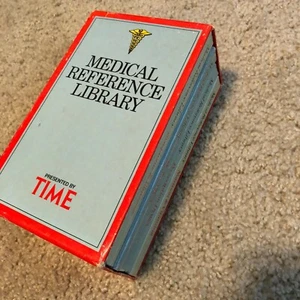 MEDICAL
REFERENCE
LIBRARY
PRESENTED BY
TIME